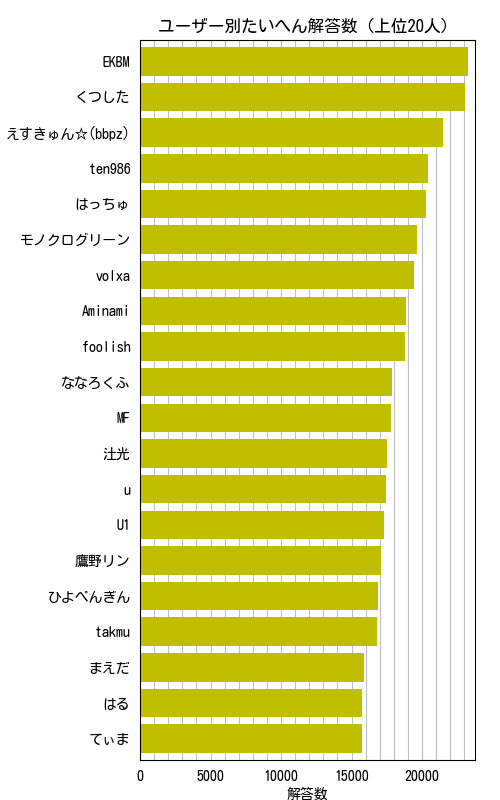 ユーザー別たいへん解答数 (上位20人)
EKBM
くつした
えすきゅん☆(bbpz)
ten986
はっちゅ
モノクログリーン
volxa
Aminami
foolish
ななろくふ
MF
汢光
u
U1
鷹野リン
ひよぺんぎん
takmu
まえだ
はる
てぃま
0 5000 10000 15000 20000
解答数